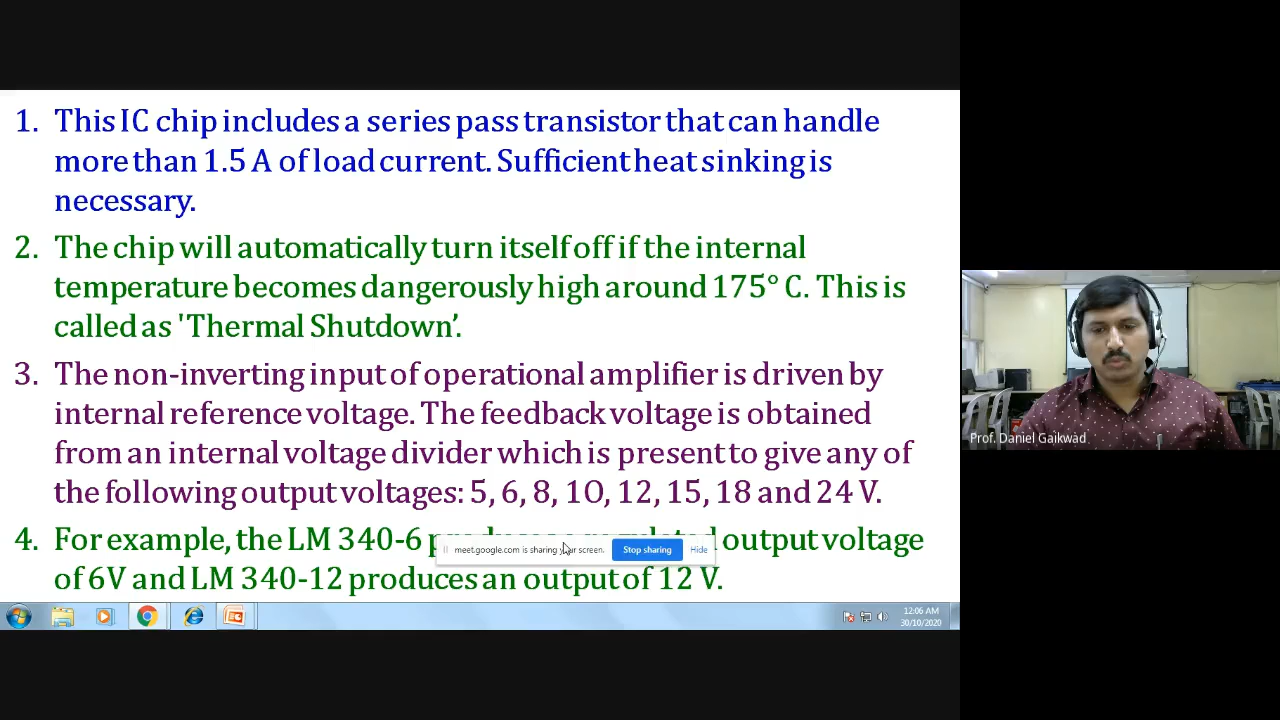 1. This IC chip includes a series pass transistor that can handle
more than 1.5 A of load current. Sufficient heat sinking is
necessary.
2. The chip will automatically turn itself off if the internal
temperature becomes dangerously high around 175° C. This is
called as 'Thermal Shutdown’.
3. The non-inverting input of operational amplifier is driven by
internal reference voltage. The feedback voltage is obtained
from an internal voltage divider which is present to give any of
the following output voltages: 5, 6, 8, 1O, 12, 15, 18 and 24 V.
4. For example, the LM 340-6 output voltage
of 6V and LM 340-12 produces an output of 12 V.
meet.google.com is sharing your screen.
Stop sharing
Hide
12:06 AM
30/10/2020
Prof. Daniel Gaikwad